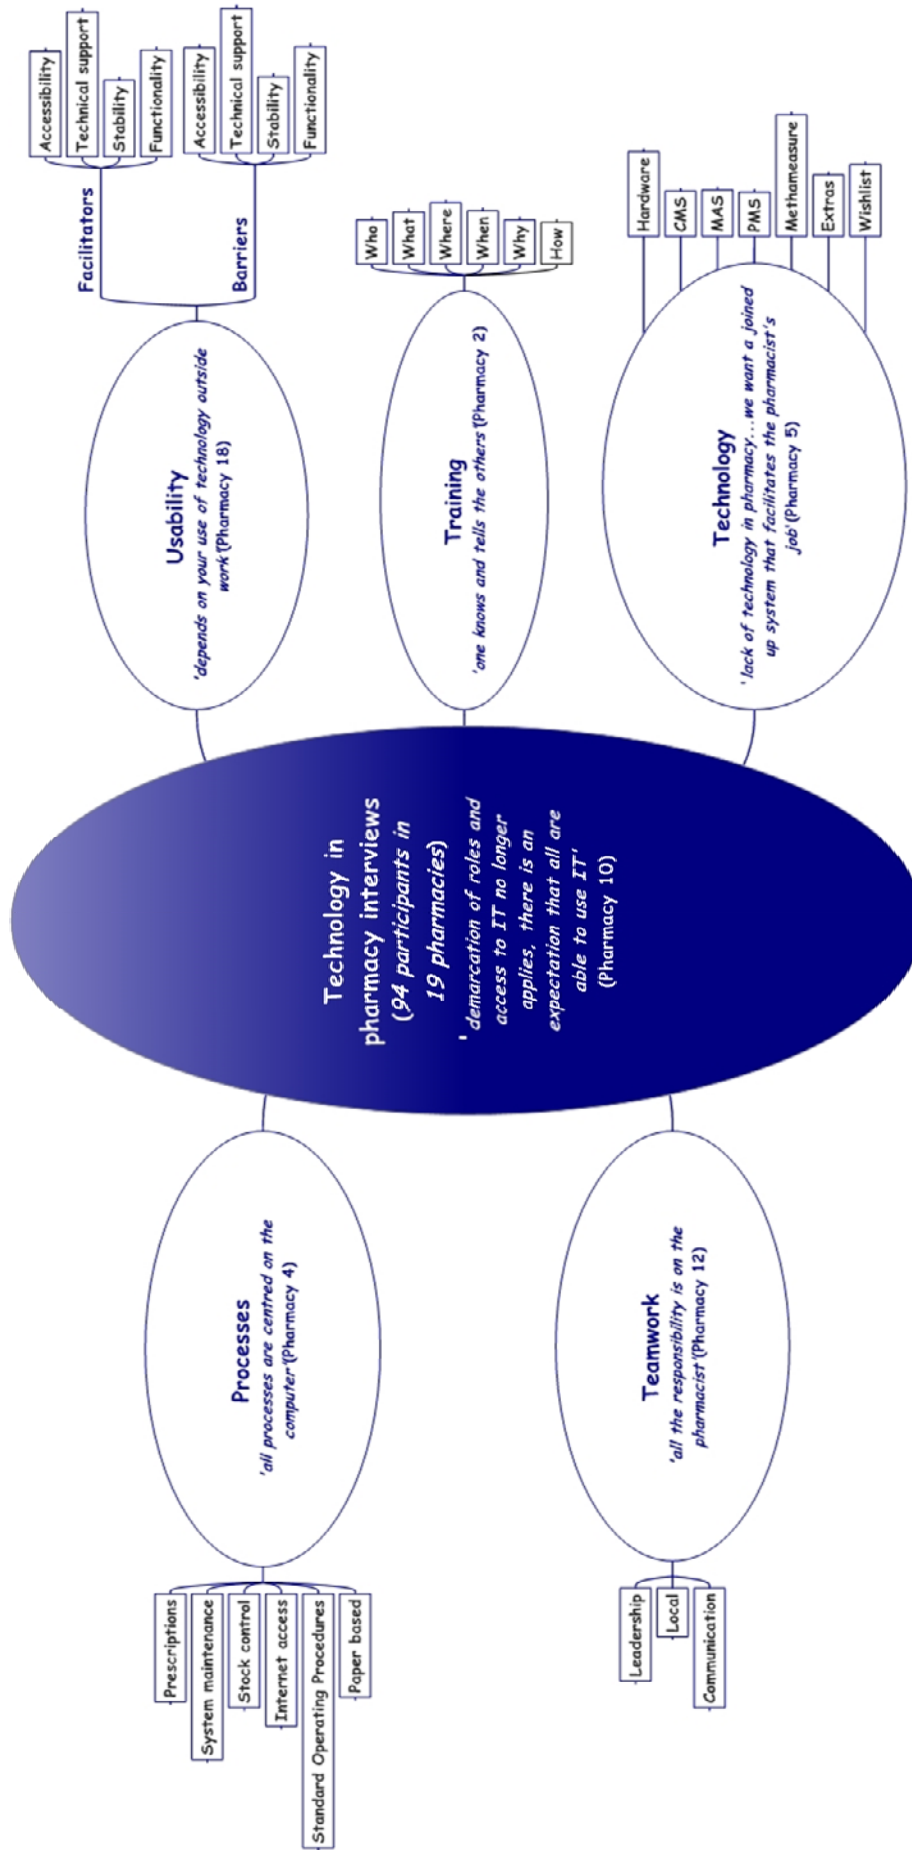 Technology in
pharmacy interviews
(94 participants in
19 pharmacies)
' demarcation of roles and
access to IT no longer
applies, there is an
expectation that all are
able to use IT'
(Pharmacy 10)
Processes
'all processes are centred on the
computer'(Pharmacy 4)
Prescriptions
System maintenance
Stock control
Internet access
Standard Operating Procedures
Paper based
Teamwork
'all the responsibility is on the
pharmacist'(Pharmacy 12)
Leadership
Local
Communication
Usability
'depends on your use of technology outside
work'(Pharmacy 18)
Facilitators
Accessibility
Technical support
Stability
Functionality
Barriers
Accessibility
Technical support
Stability
Functionality
Training
'one knows and tells the others'(Pharmacy 2)
Who
What
Where
When
Why
How
Technology
' lack of technology in pharmacy...we want a joined
up system that facilitates the pharmacist's
job'(Pharmacy 5)
Hardware
CMS
MAS
PMS
Methameasure
Extras
Wishlist